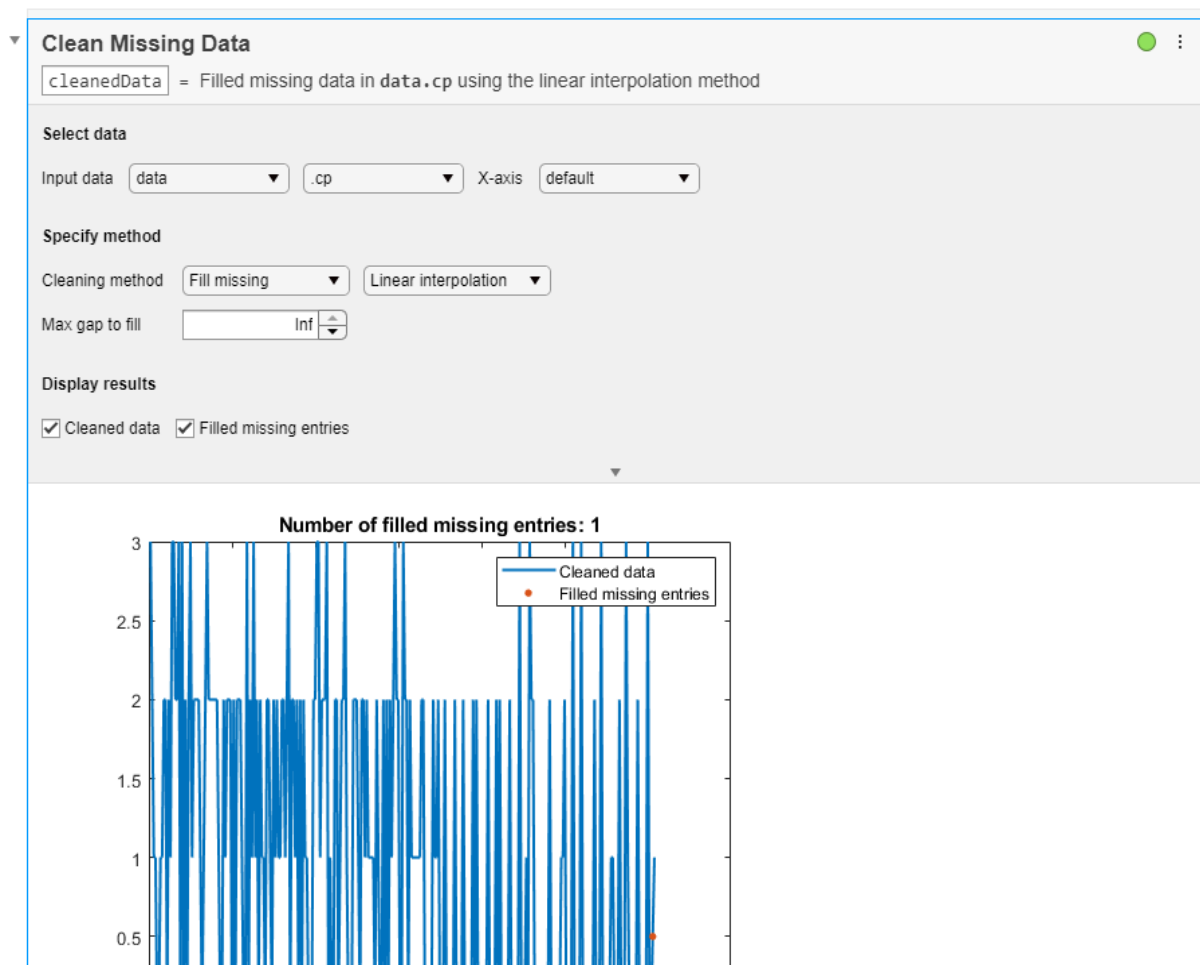 Clean Missing Data
cleanedData = Filled missing data in data.cp using the linear interpolation method
Select data
Input data data .cp X-axis default
Specify method
Cleaning method Fill missing Linear interpolation
Max gap to fill Inf
Display results
Cleaned data Filled missing entries
Number of filled missing entries: 1
3
Cleaned data
Filled missing entries
2.5
2
1.5
1
0.5